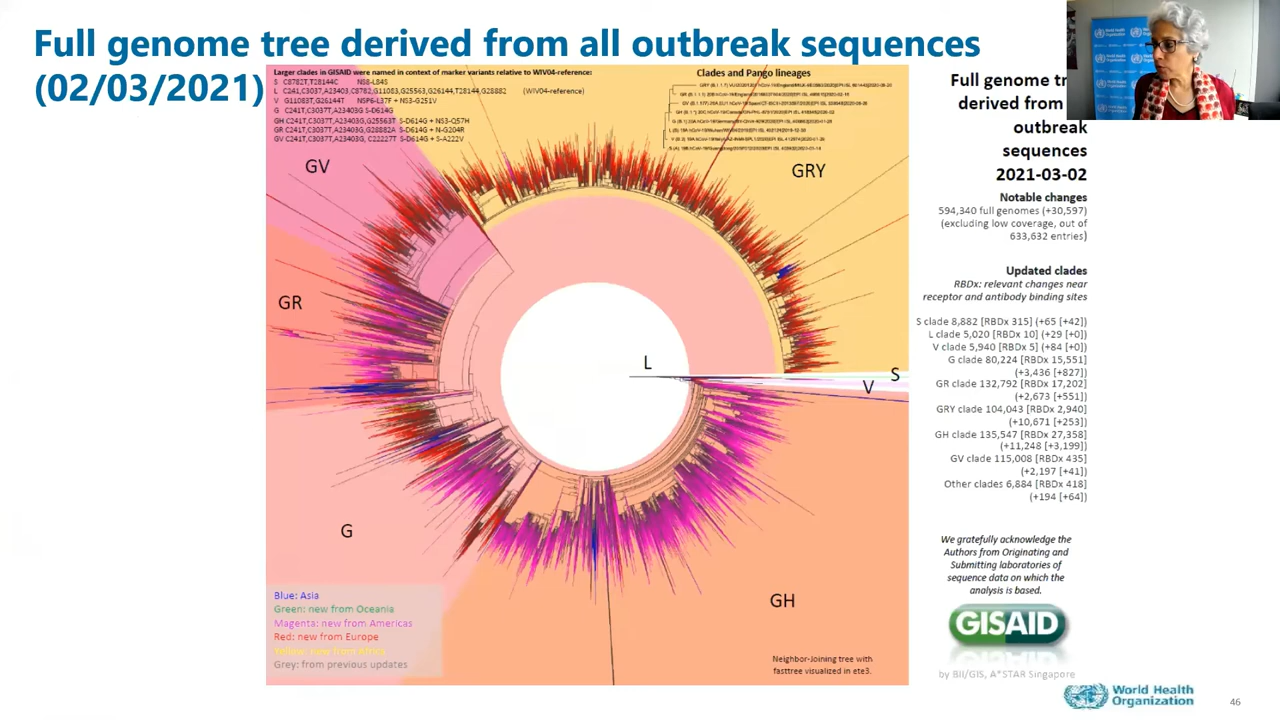 Full genome tree derived from all outbreak sequences
(02/03/2021)
Larger clades in GISAID were named in context of marker variants relative to WIV04-reference:
S C8782T,T28144C NS8-L84S
L C241,C3037,A23403,C8782,G11083,G25563,G26144,T28144,G28882 (WIV04-reference)
V G11083T,G26144T NSP6-L37F + NS3-G251V
G C241T,C3037T,A23403G S-D614G
GH C241T,C3037T,A23403G,G25563T S-D614G + NS3-Q57H
GR C241T,C3037T,A23403G,G28882A S-D614G + N-G204R
GV C241T,C3037T,A23403G,C22227T S-D614G + S-A222V
Clades and Pango lineages
GV
GRY
GR
L
S
V
G
GH
Blue: Asia
Green: new from Oceania
Magenta: new from Americas
Red: new from Europe
Yellow: new from Africa
Grey: from previous updates
Neighbor-Joining tree with
fasttree visualized in ete3.
Full genome
derived from
outbreak
sequences
2021-03-02
Notable changes
594,340 full genomes (+30,597)
(excluding low coverage, out of
633,632 entries)
Updated clades
RBDx: relevant changes near
receptor and antibody binding sites
S clade 8,882 [RBDx 315] (+65 [+42])
L clade 5,020 [RBDx 10] (+29 [+0])
V clade 5,940 [RBDx 5] (+84 [+0])
G clade 80,224 [RBDx 15,551]
(+3,436 [+827])
GR clade 132,792 [RBDx 17,202]
(+2,673 [+551])
GRY clade 104,043 [RBDx 2,940]
(+10,671 [+253])
GH clade 135,547 [RBDx 27,358]
(+11,248 [+3,199])
GV clade 115,008 [RBDx 435]
(+2,197 [+41])
Other clades 6,884 [RBDx 418]
(+194 [+64])
We gratefully acknowledge the
Authors from Originating and
Submitting laboratories of
sequence data on which the
analysis is based.
GISAID
by BII/GIS, A*STAR Singapore
World Health
Organization
46